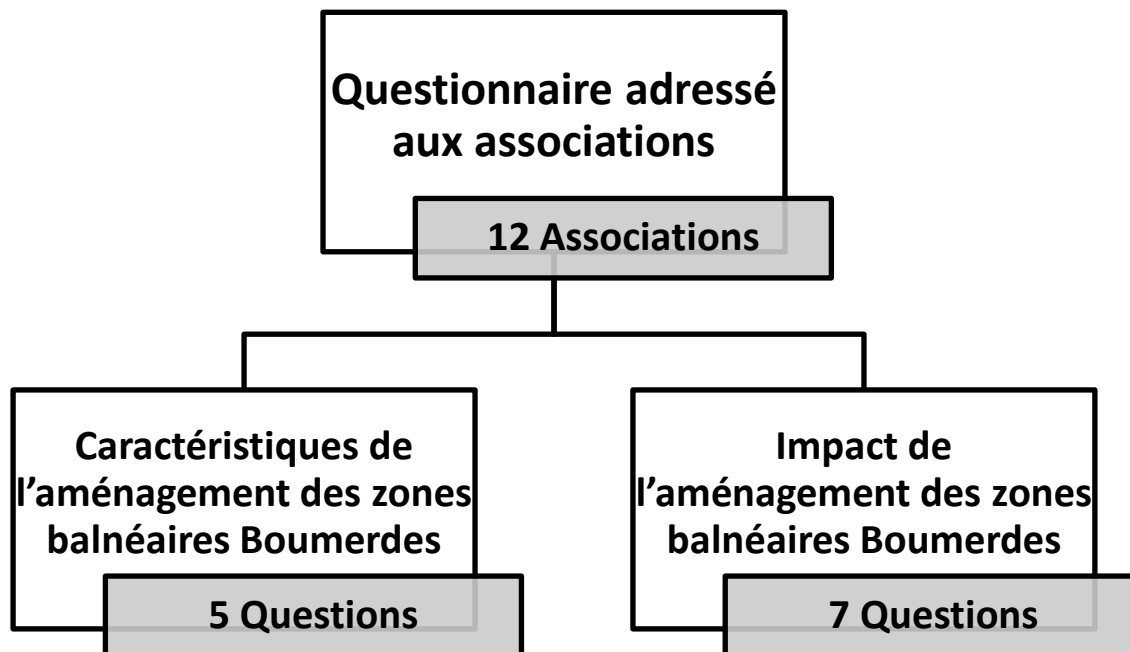 Questionnaire adressé
aux associations
12 Associations
Caractéristiques de
l’aménagement des zones
balnéaires Boumerdes
5 Questions
Impact de
l’aménagement des zones
balnéaires Boumerdes
7 Questions